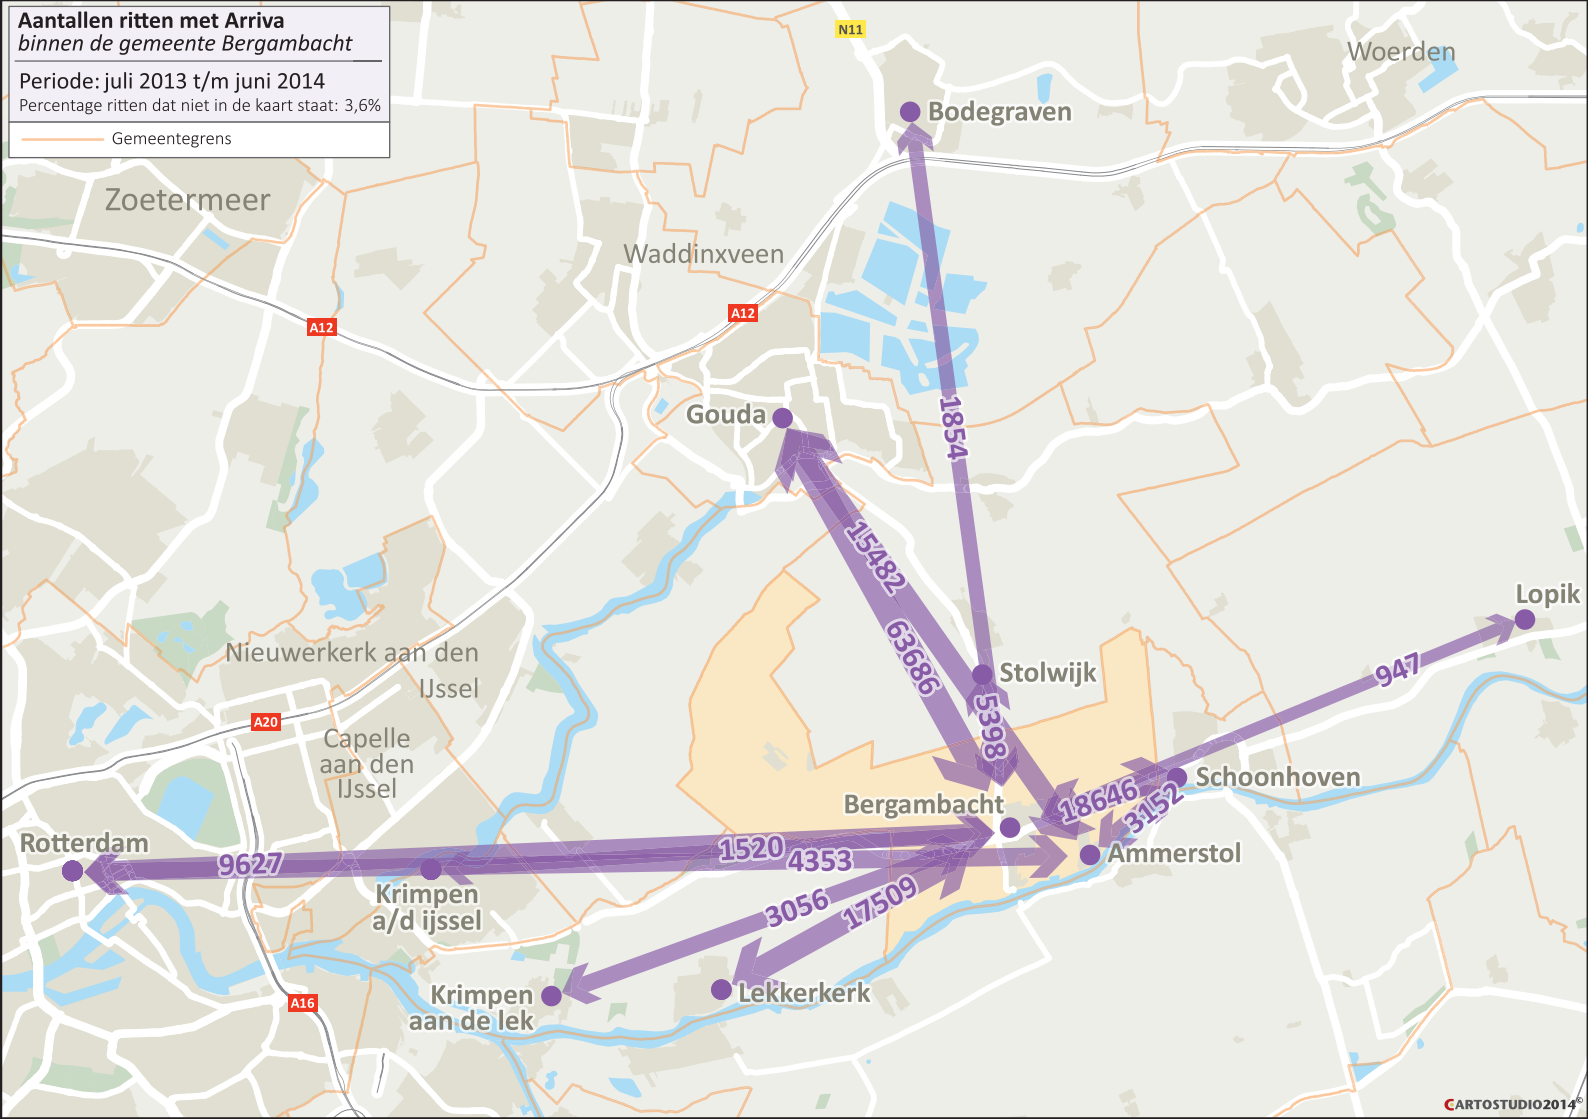 Aantallen ritten met Arriva
binnen de gemeente Bergambacht
Periode: juli 2013 t/m juni 2014
Percentage ritten dat niet in de kaart staat: 3,6%
Gemeentegrens
N11
Woerden
Bodegraven
Zoetermeer
Waddinxveen
A12
A12
1854
Gouda
15482
63686
Lopik
Nieuwerkerk aan den
IJssel
Stolwijk
947
5398
A20
Capelle
aan den
IJssel
Schoonhoven
Bergambacht
18646
3152
Rotterdam
9627
1520
4353
Ammerstol
Krimpen
a/d ijssel
3056
17509
Krimpen
aan de lek
Lekkerkerk
A16
CARTOSTUDIO2014©